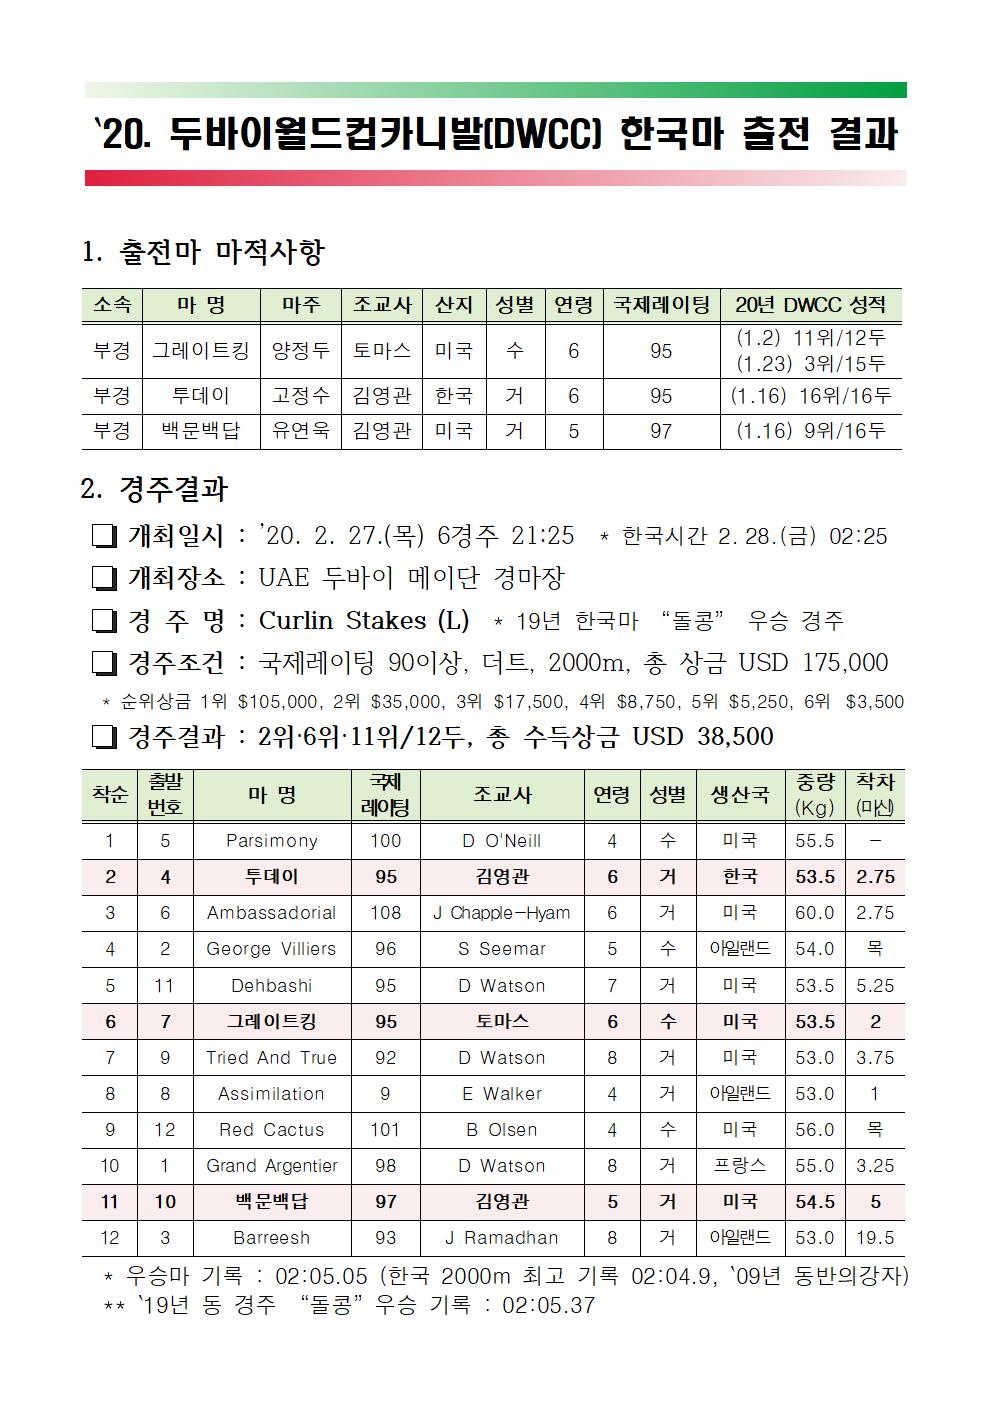 ‘20. 두바이월드컵카니발(DWCC) 한국마 출전 결과
1. 출전마 마적사항
소속 마 명 마주 조교사 산지 성별 연령 국제레이팅 20년 DWCC 성적
부경 그레이트킹 양정두 토마스 미국 수 6 95 (1.2) 11위/12두
(1.23) 3위/15두
부경 투데이 고정수 김영관 한국 거 6 95 (1.16) 16위/16두
부경 백문백답 유연욱 김영관 미국 거 5 97 (1.16) 9위/16두
2. 경주결과
❏ 개최일시 : ’20. 2. 27.(목) 6경주 21:25 * 한국시간 2. 28.(금) 02:25
❏ 개최장소 : UAE 두바이 메이단 경마장
❏ 경 주 명 : Curlin Stakes (L) * 19년 한국마 “돌콩” 우승 경주
❏ 경주조건 : 국제레이팅 90이상, 더트, 2000m, 총 상금 USD 175,000
* 순위상금 1위 $105,000, 2위 $35,000, 3위 $17,500, 4위 $8,750, 5위 $5,250, 6위 $3,500
❏ 경주결과 : 2위·6위·11위/12두, 총 수득상금 USD 38,500
착순 출발번호 마 명 국제레이팅 조교사 연령 성별 생산국 중량(Kg) 착차(마신)
1 5 Parsimony 100 D O'Neill 4 수 미국 55.5 -
2 4 투데이 95 김영관 6 거 한국 53.5 2.75
3 6 Ambassadorial 108 J Chapple-Hyam 6 거 미국 60.0 2.75
4 2 George Villiers 96 S Seemar 5 수 아일랜드 54.0 목
5 11 Dehbashi 95 D Watson 7 거 미국 53.5 5.25
6 7 그레이트킹 95 토마스 6 수 미국 53.5 2
7 9 Tried And True 92 D Watson 8 거 미국 53.0 3.75
8 8 Assimilation 9 E Walker 4 거 아일랜드 53.0 1
9 12 Red Cactus 101 B Olsen 4 수 미국 56.0 목
10 1 Grand Argentier 98 D Watson 8 거 프랑스 55.0 3.25
11 10 백문백답 97 김영관 5 거 미국 54.5 5
12 3 Barreesh 93 J Ramadhan 8 거 아일랜드 53.0 19.5
* 우승마 기록 : 02:05.05 (한국 2000m 최고 기록 02:04.9, ‘09년 동반의강자)
** ‘19년 동 경주 “돌콩” 우승 기록 : 02:05.37